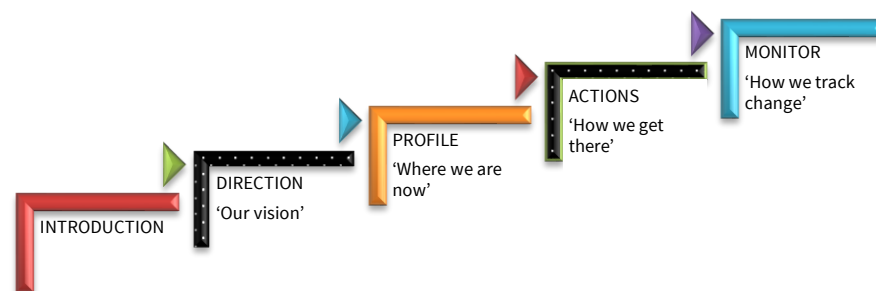 INTRODUCTION
DIRECTION
‘Our vision’
PROFILE
‘Where we are
now’
ACTIONS
‘How we get
there’
MONITOR
‘How we track
change’